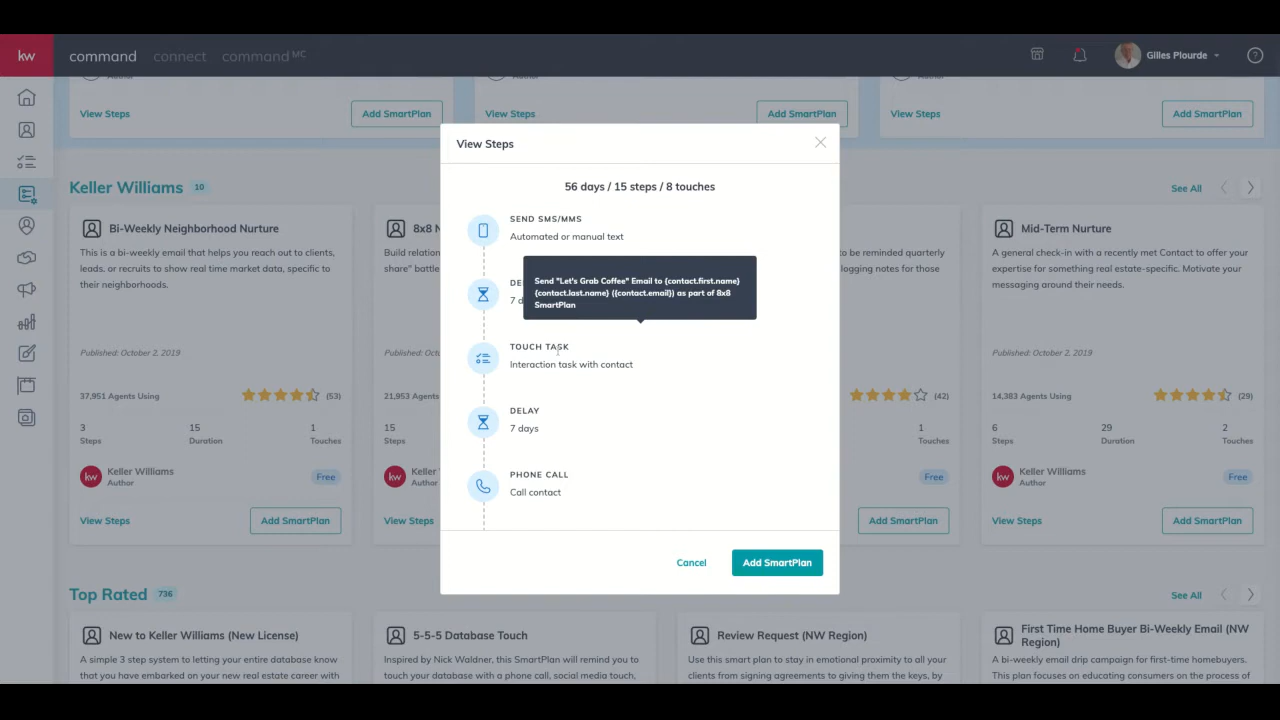 kw
command connect command MC
Gilles Plourde
?
View Steps
Add SmartPlan
View Steps
Add SmartPlan
View Steps
Add SmartPlan
Keller Williams 10
See All
Bi-Weekly Neighborhood Nurture
This is a bi-weekly email that helps you reach out to clients,
leads, or recruits to show real time market data, specific to
their neighborhoods.
Published: October 2, 2019
37,951 Agents Using
(53)
3
15
1
Steps
Duration
Touches
kw
Keller Williams
Author
Free
View Steps
Add SmartPlan
8x8
Build relation
share" battle
Published: O
21,953 Agents
15
Steps
kw
Keller
Author
View Steps
View Steps
56 days / 15 steps / 8 touches
SEND SMS/MMS
Automated or manual text
DE
7 d
Send "Let's Grab Coffee" Email to {contact.first.name}
{contact.last.name} ({contact.email}) as part of 8x8
SmartPlan
TOUCH TASK
Interaction task with contact
DELAY
7 days
PHONE CALL
Call contact
Cancel
Add SmartPlan
to be reminded quarterly
logging notes for those
(42)
1
Touches
Free
Add SmartPlan
Mid-Term Nurture
A general check-in with a recently met Contact to offer your
expertise for something real estate-specific. Motivate your
messaging around their needs.
Published: October 2, 2019
14,383 Agents Using
(29)
6
29
2
Steps
Duration
Touches
kw
Keller Williams
Author
Free
View Steps
Add SmartPlan
Top Rated 736
See All
New to Keller Williams (New License)
A simple 3 step system to letting your entire database know
that you have embarked on your new real estate career with
5-5-5 Database Touch
Inspired by Nick Waldner, this SmartPlan will remind you to
touch your database with a phone call, social media touch,
Review Request (NW Region)
Use this smart plan to stay in emotional proximity to all your
clients from signing agreements to giving them the keys, by
First Time Home Buyer Bi-Weekly Email (NW
Region)
A bi-weekly email drip campaign for first-time homebuyers.
This plan focuses on educating consumers on the process of